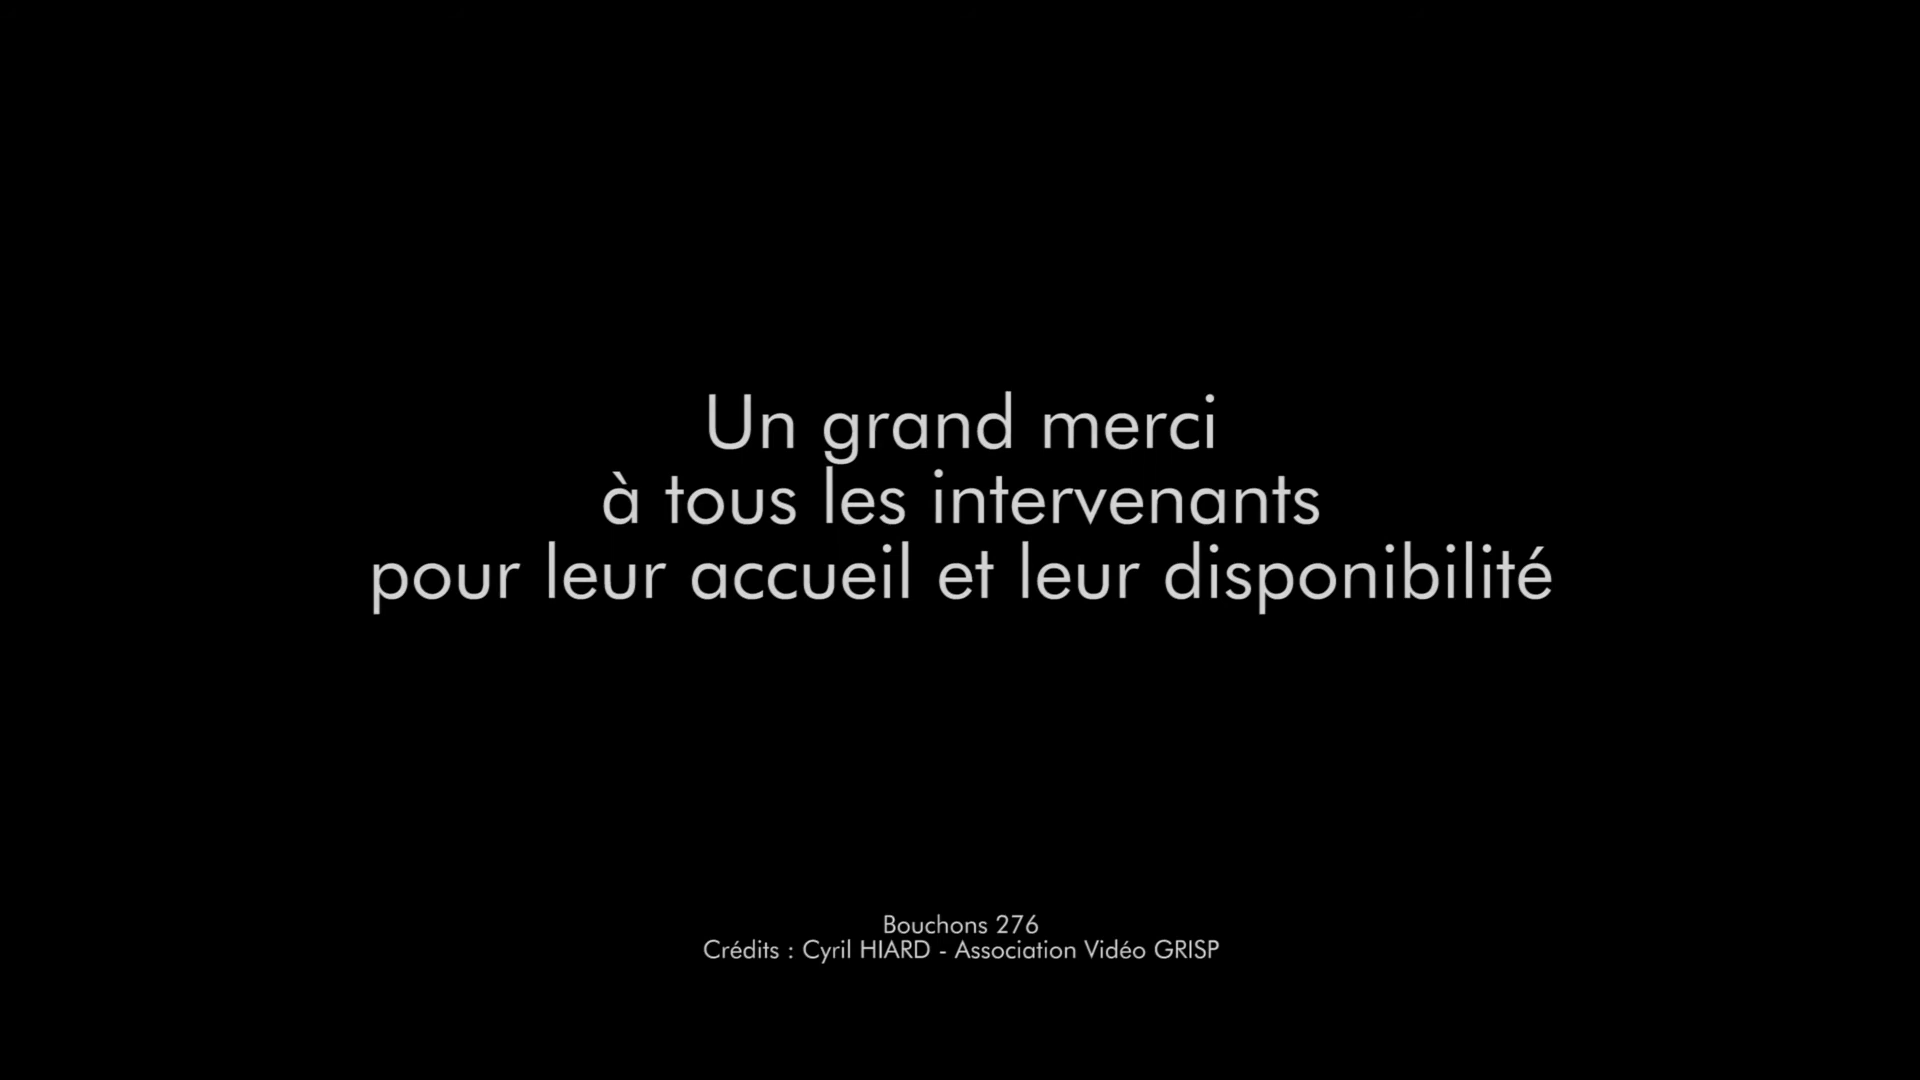 Un grand merci
à tous les intervenants
pour leur accueil et leur disponibilité
Bouchons 276
Crédits : Cyril HIARD - Association Vidéo GRISP